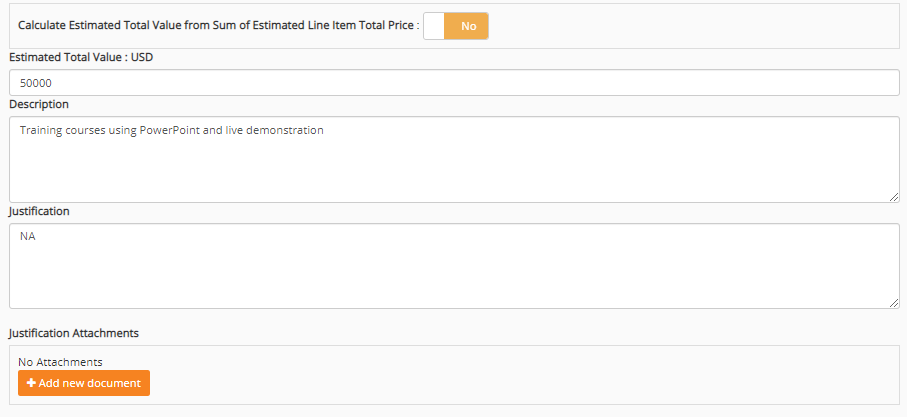 Calculate Estimated Total Value from Sum of Estimated Line Item Total Price : No
Estimated Total Value : USD
50000
Description
Training courses using PowerPoint and live demonstration
Justification
NA
Justification Attachments
No Attachments
+ Add new document